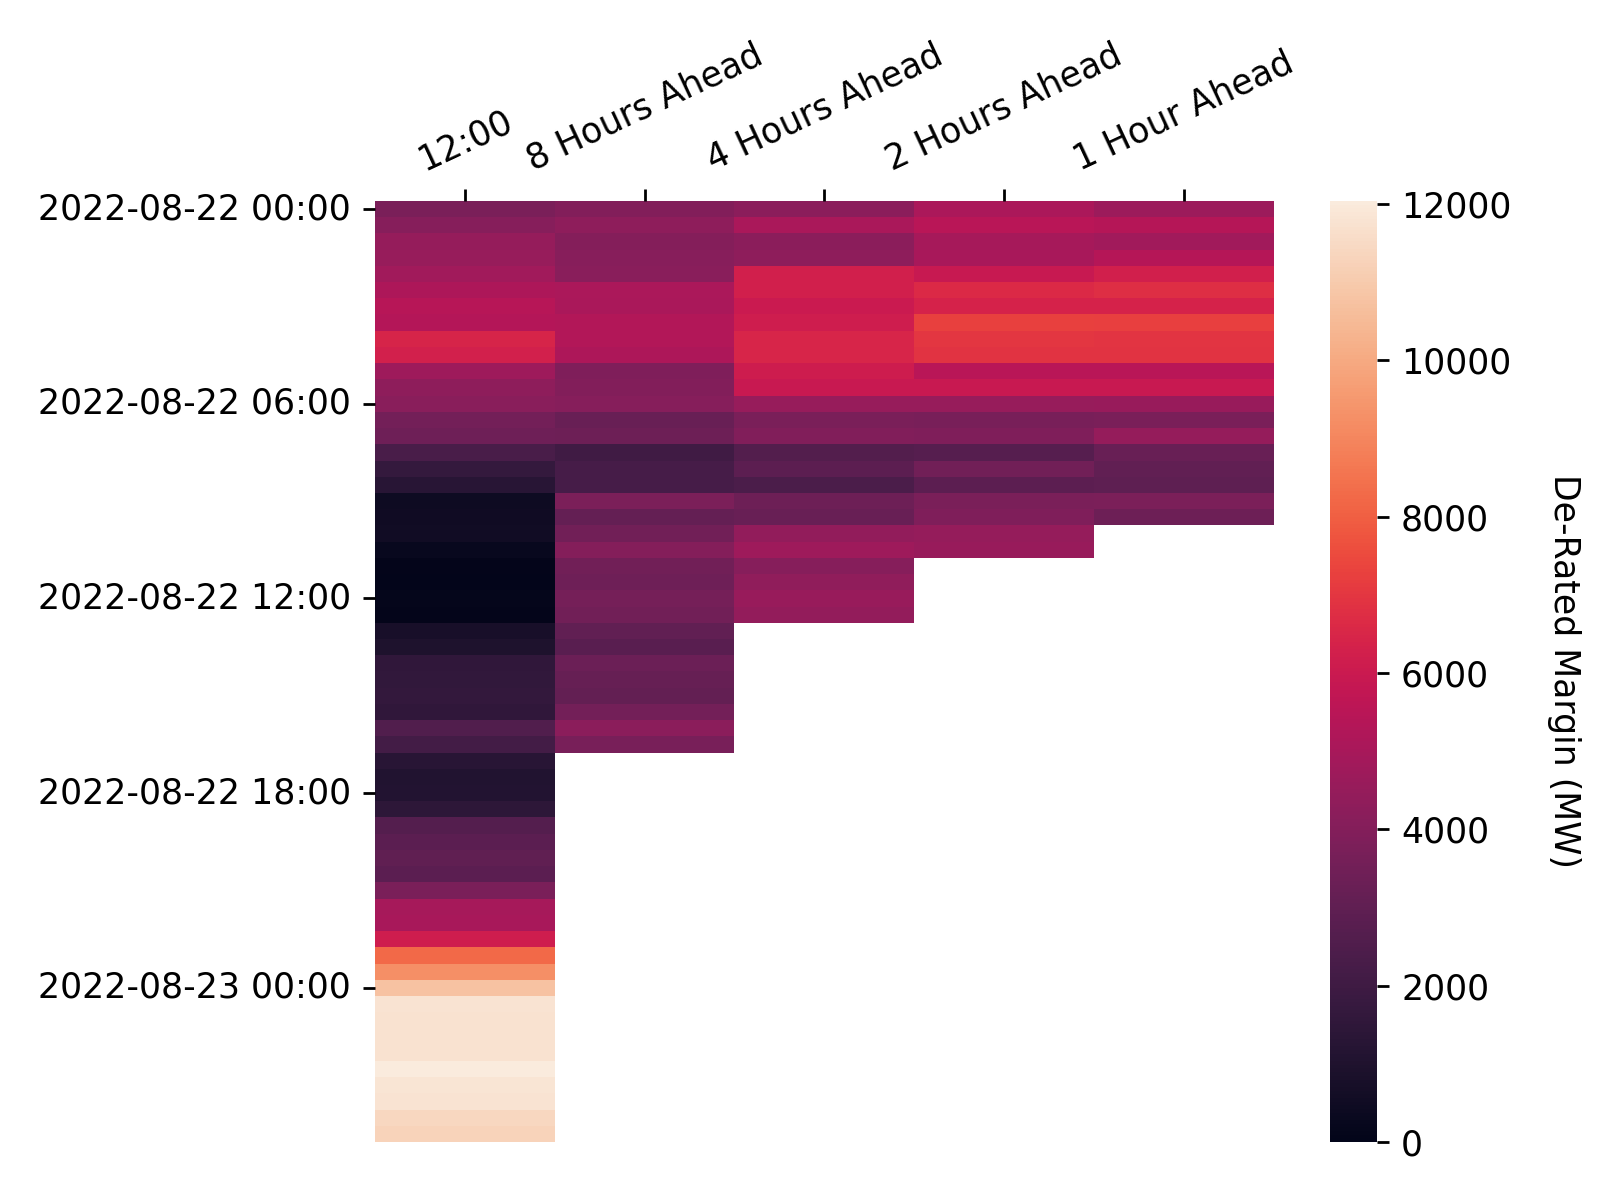 12:00
8 Hours Ahead
4 Hours Ahead
2 Hours Ahead
1 Hour Ahead
2022-08-22 00:00
2022-08-22 06:00
2022-08-22 12:00
2022-08-22 18:00
2022-08-23 00:00
12000
10000
8000
6000
4000
2000
0
De-Rated Margin (MW)